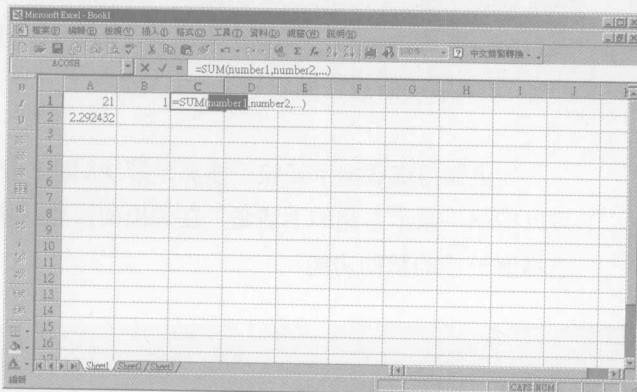 Microsoft Excel - Book1
檔案(F) 編輯(E) 檢視(V) 插入(I) 格式(O) 工具(T) 資料(D) 視窗(W) 說明(H)
100% 中文簡繁轉換
ACOSH =SUM(number1,number2,...)
A B C D E F G H I J
1 21 1 =SUM(number1,number2,...)
2 2.292432
3
4
5
6
7
8
9
10
11
12
13
14
15
16
17
Sheet1 Sheet2 Sheet3
編輯 CAPS NUM